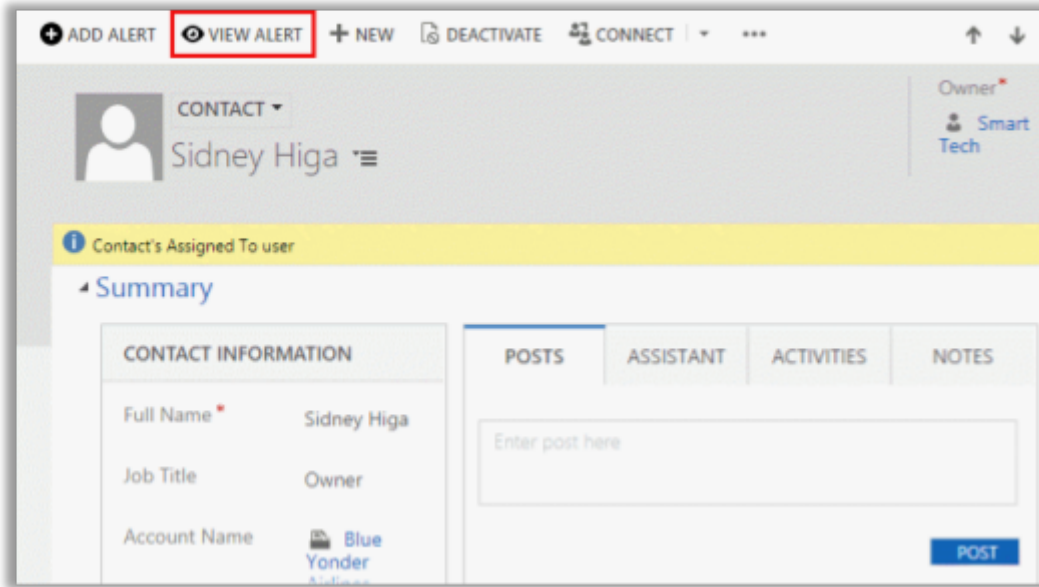 ADD ALERT VIEW ALERT NEW DEACTIVATE CONNECT ...
CONTACT
Sidney Higa
Owner*
Smart
Tech
Contact's Assigned To user
Summary
CONTACT INFORMATION
Full Name * Sidney Higa
Job Title Owner
Account Name Blue
Yonder
Airlines
POSTS ASSISTANT ACTIVITIES NOTES
Enter post here
POST